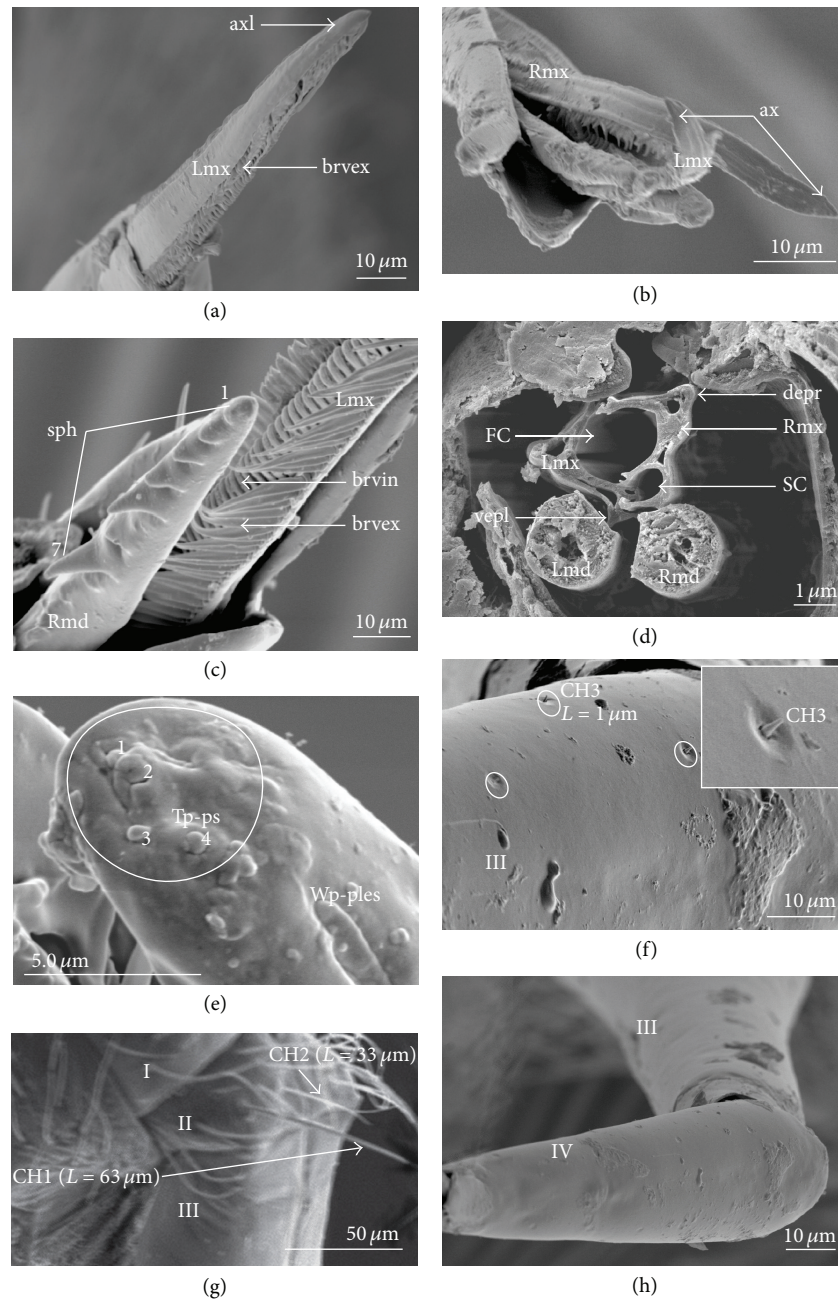 axl
Lmx
brvex
10 μm
(a)
Rmx
ax
Lmx
10 μm
(b)
1
Lmx
sph
brvin
brvex
7
Rmd
10 μm
(c)
depr
FC
Rmx
Lmx
SC
vepl
Lmd
Rmd
1 μm
(d)
1
2
Tp-ps
3
4
Wp-ples
5.0 μm
(e)
CH3
L = 1 μm
CH3
III
10 μm
(f)
I
CH2 (L = 33 μm)
II
CH1 (L = 63 μm)
III
50 μm
(g)
III
IV
10 μm
(h)